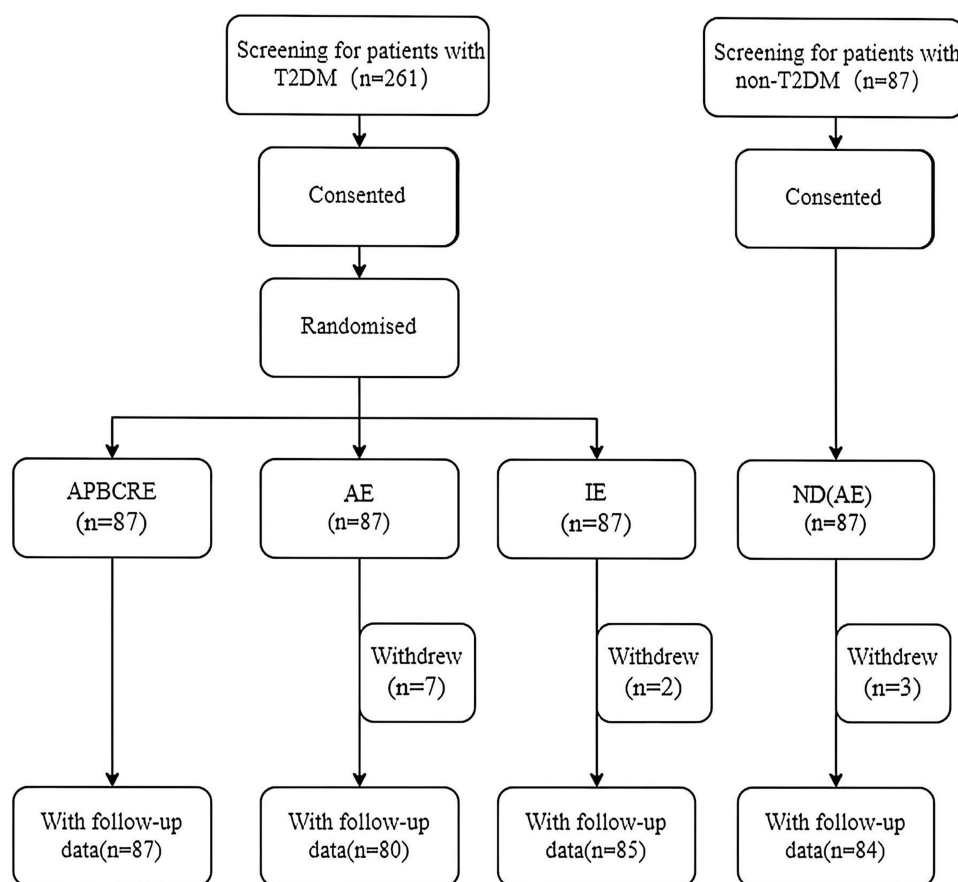 Screening for patients with
T2DM (n=261)
Screening for patients with
non-T2DM (n=87)
Consented
Consented
Randomised
APBCRE
(n=87)
AE
(n=87)
IE
(n=87)
ND(AE)
(n=87)
Withdrew
(n=7)
Withdrew
(n=2)
Withdrew
(n=3)
With follow-up
data(n=87)
With follow-up
data(n=80)
With follow-up
data(n=85)
With follow-up
data(n=84)